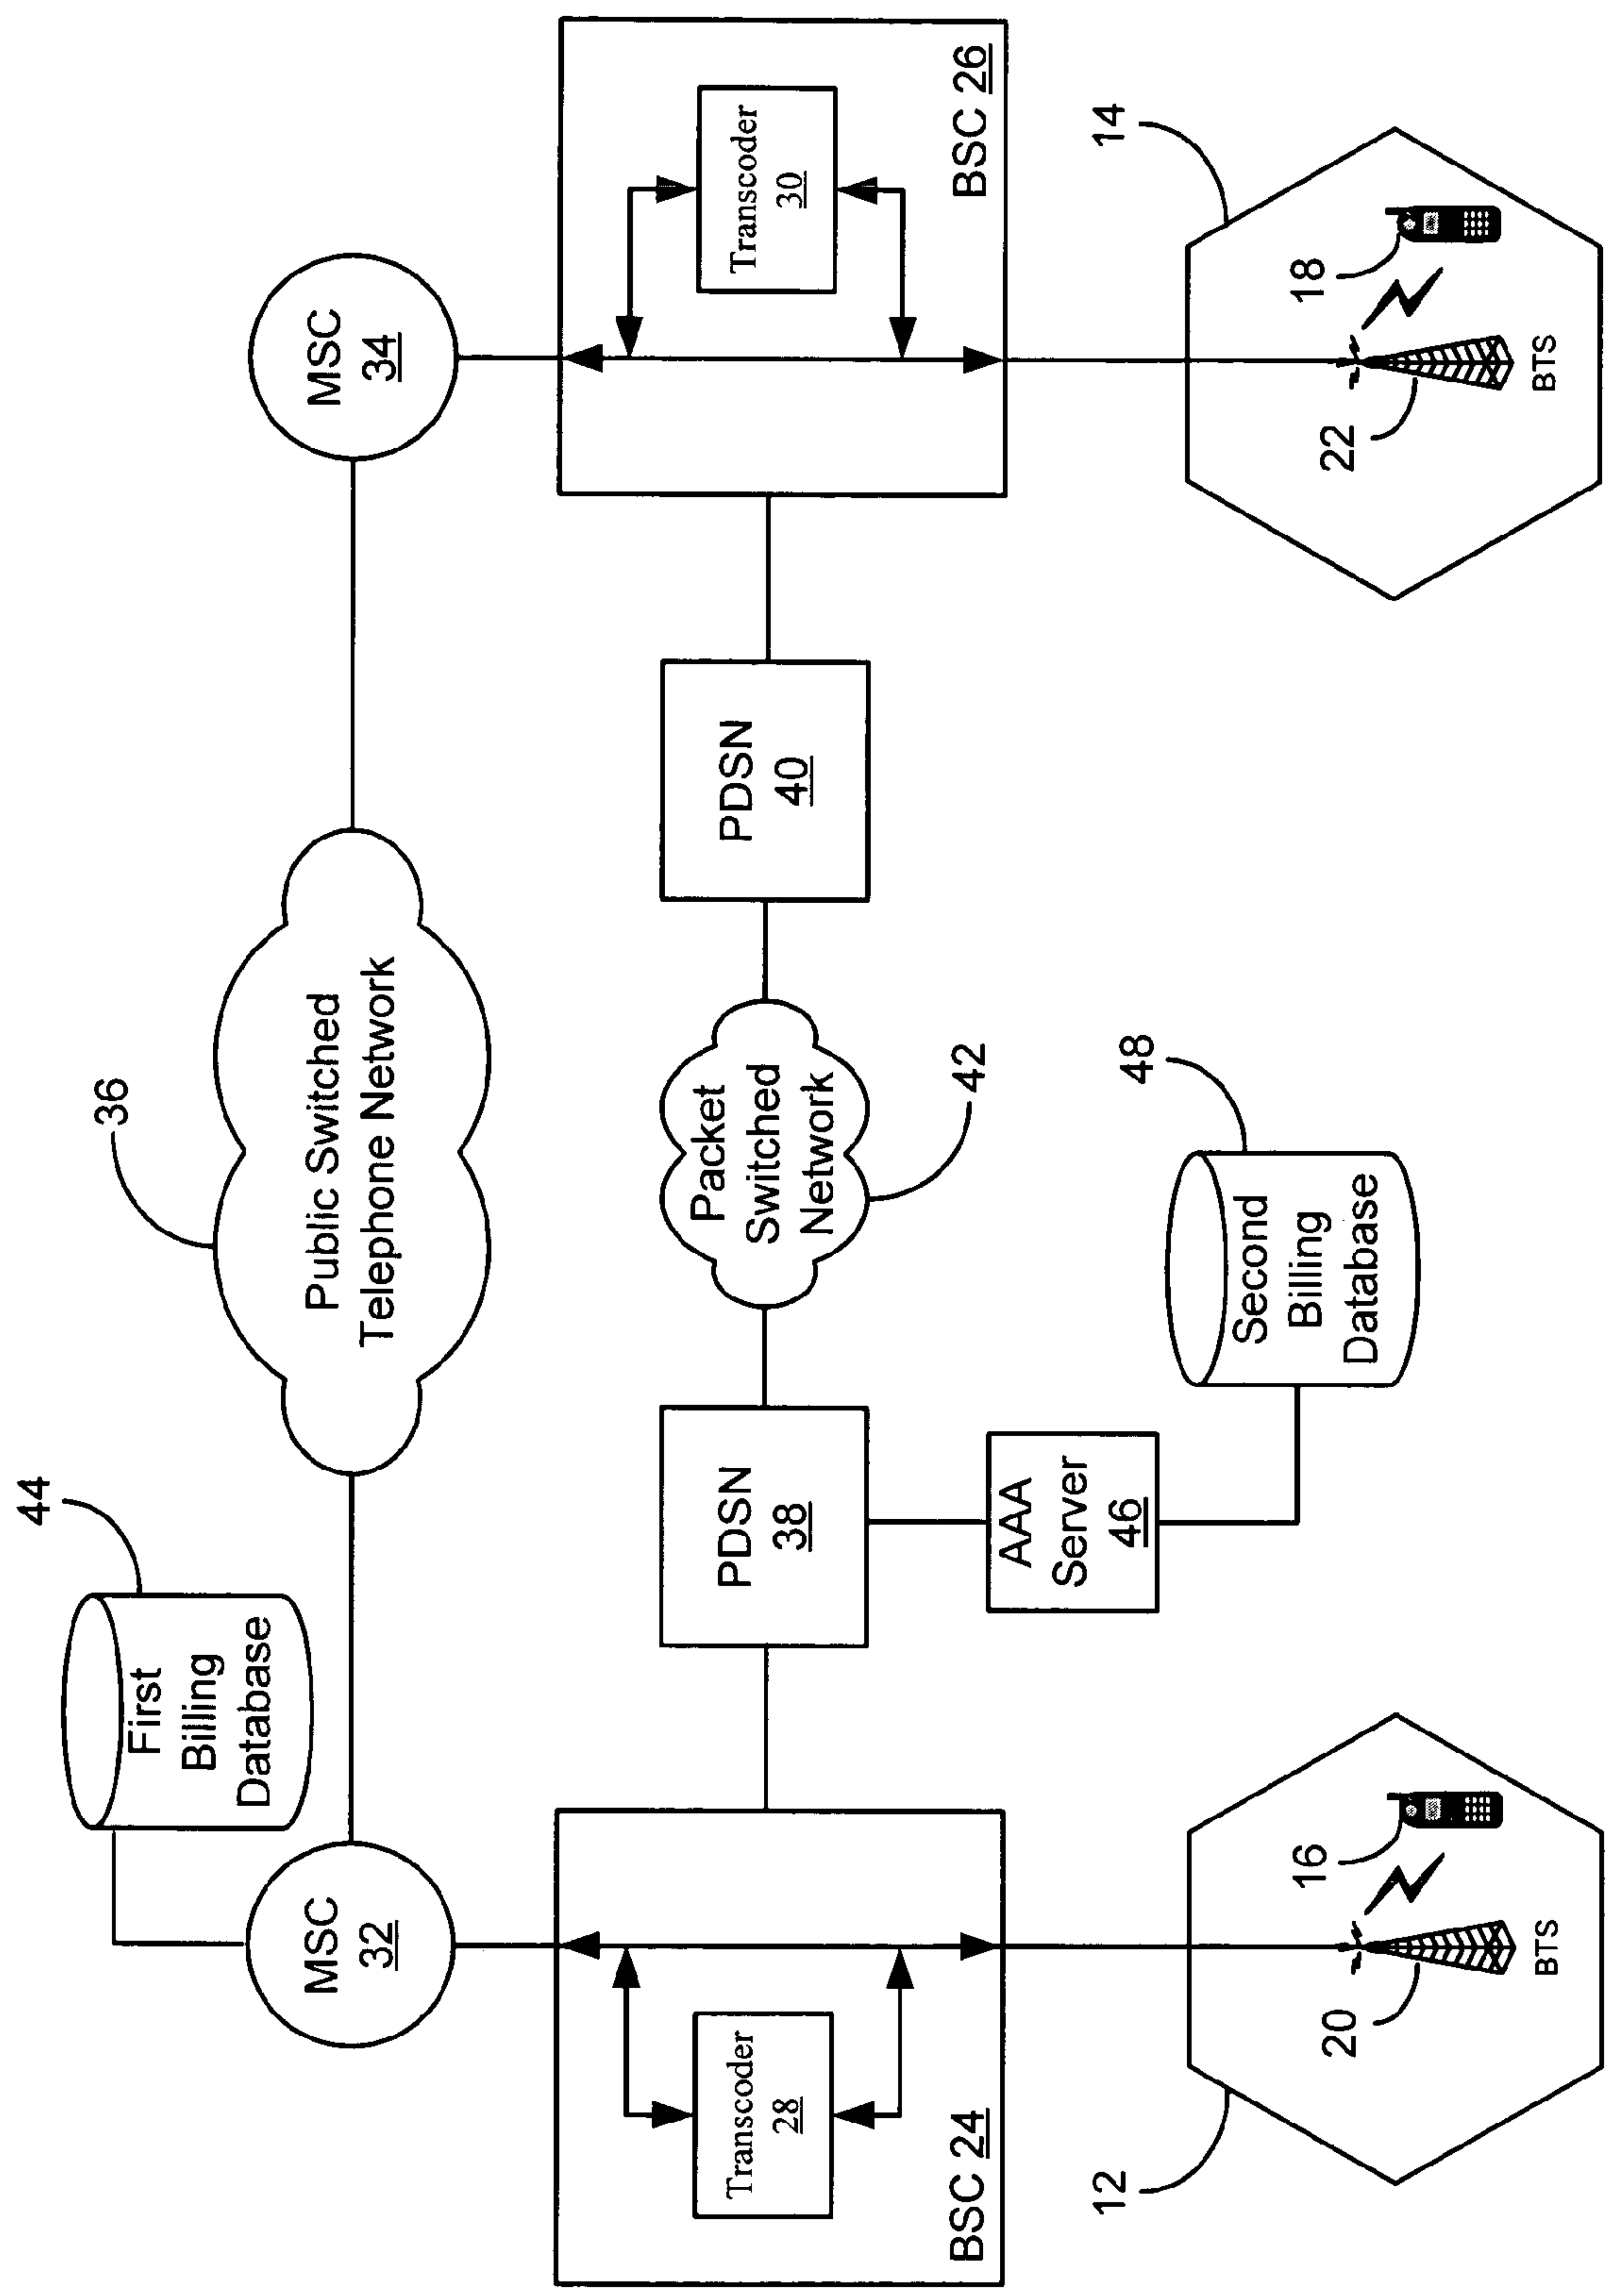 44
First
Billing
Database
36
Public Switched
Telephone Network
MSC
32
MSC
34
Transcoder
28
BSC 24
PDSN
38
Packet
Switched
Network
42
PDSN
40
Transcoder
30
BSC 26
AAA
Server
46
48
Second
Billing
Database
12
16
20
BTS
14
18
22
BTS